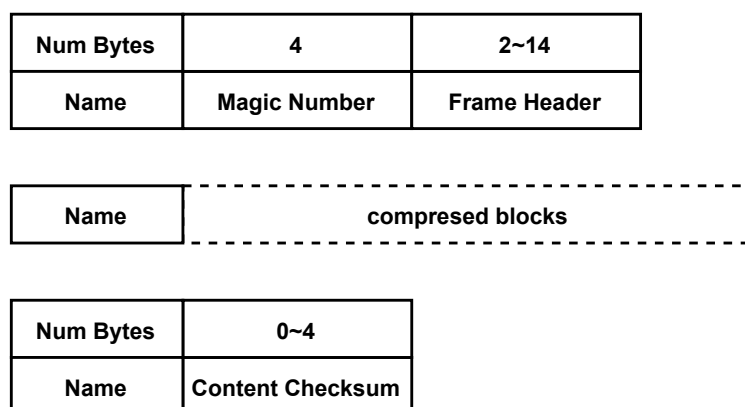 Num Bytes 4 2~14
Name Magic Number Frame Header
Name compresed blocks
Num Bytes 0~4
Name Content Checksum